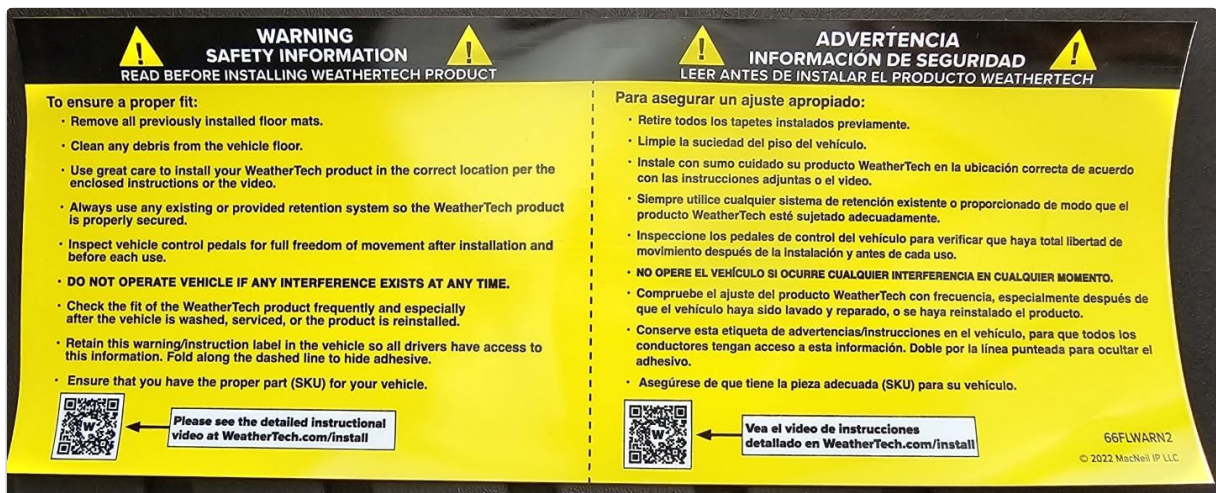 WARNING
SAFETY INFORMATION
READ BEFORE INSTALLING WEATHERTECH PRODUCT
To ensure a proper fit:
· Remove all previously installed floor mats.
· Clean any debris from the vehicle floor.
· Use great care to install your WeatherTech product in the correct location per the
enclosed instructions or the video.
· Always use any existing or provided retention system so the WeatherTech product
is properly secured.
· Inspect vehicle control pedals for full freedom of movement after installation and
before each use.
· DO NOT OPERATE VEHICLE IF ANY INTERFERENCE EXISTS AT ANY TIME.
· Check the fit of the WeatherTech product frequently and especially
after the vehicle is washed, serviced, or the product is reinstalled.
· Retain this warning/instruction label in the vehicle so all drivers have access to
this information. Fold along the dashed line to hide adhesive.
· Ensure that you have the proper part (SKU) for your vehicle.
W
Please see the detailed instructional
video at WeatherTech.com/install
ADVERTENCIA
INFORMACIÓN DE SEGURIDAD
LEER ANTES DE INSTALAR EL PRODUCTO WEATHERTECH
Para asegurar un ajuste apropiado:
· Retire todos los tapetes instalados previamente.
· Limpie la suciedad del piso del vehículo.
· Instale con sumo cuidado su producto WeatherTech en la ubicación correcta de acuerdo
con las instrucciones adjuntas o el video.
· Siempre utilice cualquier sistema de retención existente o proporcionado de modo que el
producto WeatherTech esté sujetado adecuadamente.
· Inspeccione los pedales de control del vehículo para verificar que haya total libertad de
movimiento después de la instalación y antes de cada uso.
· NO OPERE EL VEHÍCULO SI OCURRE CUALQUIER INTERFERENCIA EN CUALQUIER MOMENTO.
· Compruebe el ajuste del producto WeatherTech con frecuencia, especialmente después de
que el vehículo haya sido lavado y reparado, o se haya reinstalado el producto.
· Conserve esta etiqueta de advertencias/instrucciones en el vehículo, para que todos los
conductores tengan acceso a esta información. Doble por la línea punteada para ocultar el
adhesivo.
· Asegúrese de que tiene la pieza adecuada (SKU) para su vehículo.
W
Vea el video de instrucciones
detallado en WeatherTech.com/install
66FLWARN2
© 2022 MacNeil IP LLC